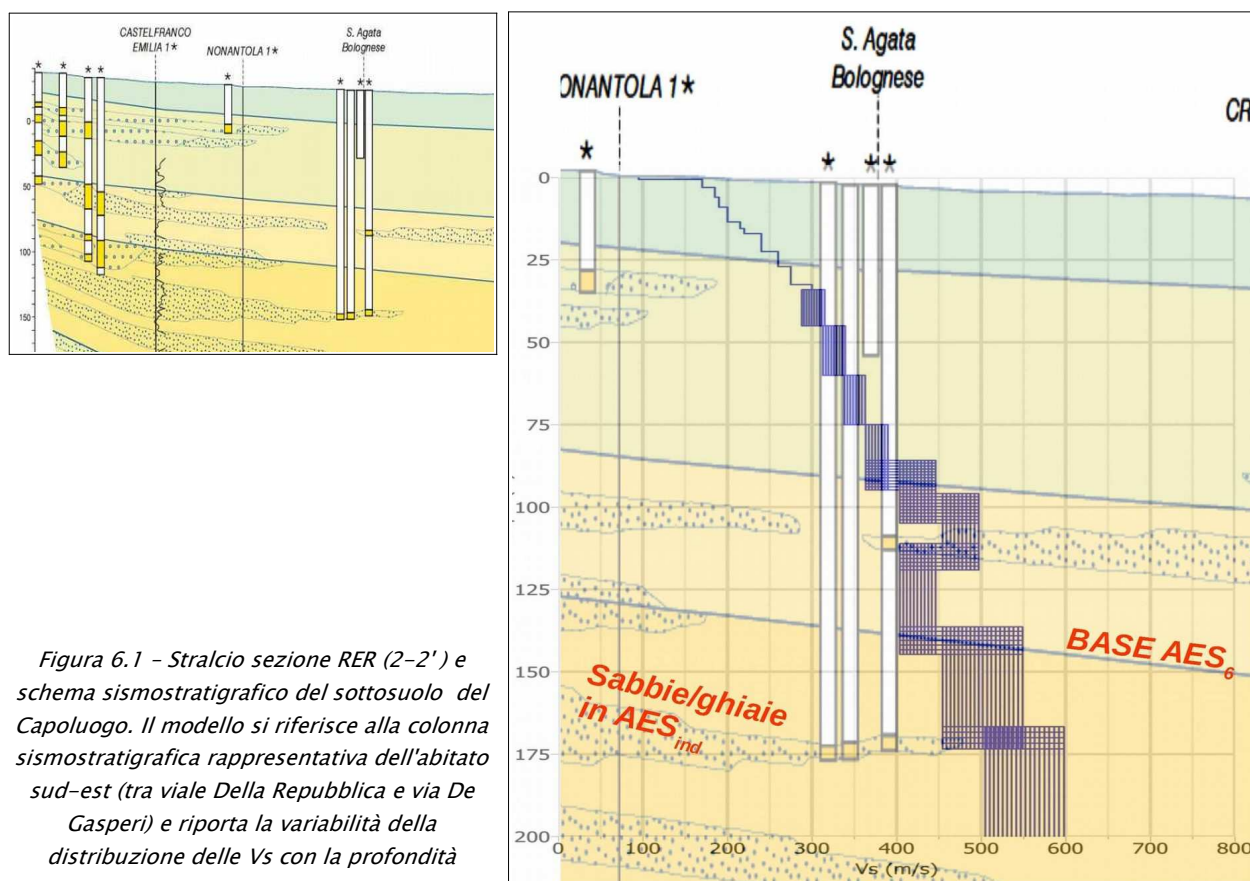 CASTELFRANCO
EMILIA 1*
NONANTOLA 1*
S. Agata
Bolognese
* * * * * * * * *
0
50
100
150
S. Agata
Bolognese
ONANTOLA 1*
CR
* * * *
0
25
50
75
100
125
150
175
200
BASE AES6
Sabbie/ghiaie
in AESind
100 200 300 400 500 600 700 800
Vs (m/s)
Figura 6.1 – Stralcio sezione RER (2–2') e
schema sismostratigrafico del sottosuolo del
Capoluogo. Il modello si riferisce alla colonna
sismostratigrafica rappresentativa dell'abitato
sud–est (tra viale Della Repubblica e via De
Gasperi) e riporta la variabilità della
distribuzione delle Vs con la profondità